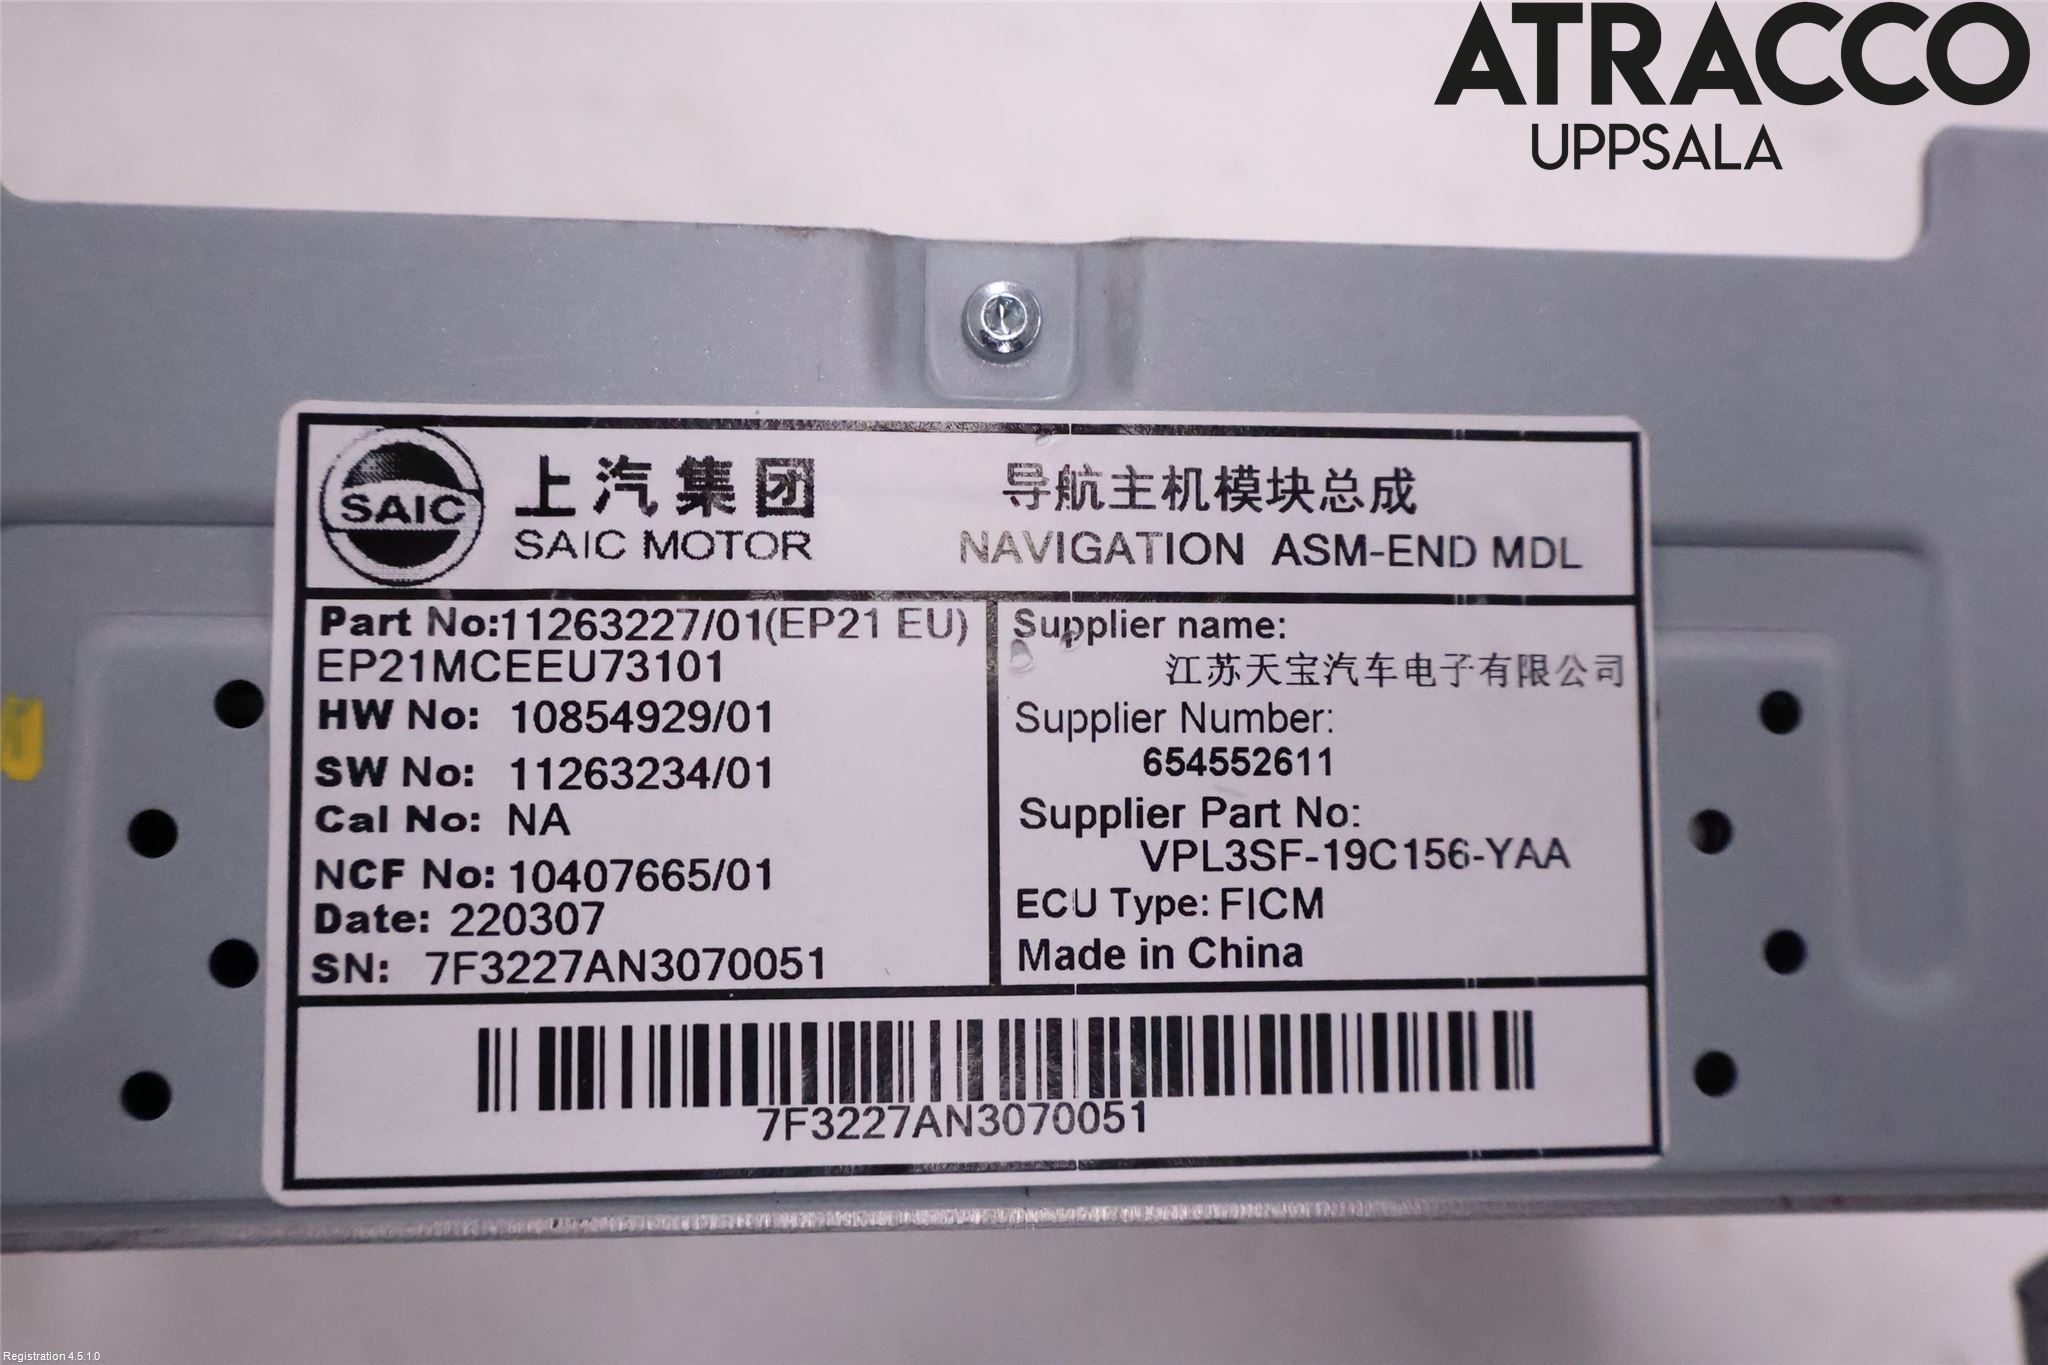 ATRACCO
UPPSALA
SAIC
上汽集团
SAIC MOTOR
导航主机模块总成
NAVIGATION ASM-END MDL
Part No:11263227/01(EP21 EU)
EP21MCEEEU73101
HW No: 10854929/01
SW No: 11263234/01
Cal No: NA
NCF No: 10407665/01
Date: 220307
SN: 7F3227AN3070051
Supplier name:
江苏天宝汽车电子有限公司
Supplier Number:
654552611
Supplier Part No:
VPL3SF-19C156-YAA
ECU Type: FICM
Made in China
7F3227AN3070051
Registration 4.5.1.0